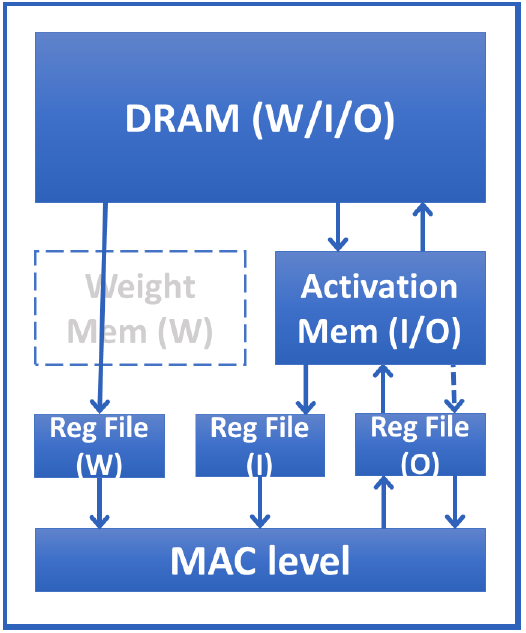 DRAM (W/I/O)
Weight
Mem (W)
Activation
Mem (I/O)
Reg File
(W)
Reg File
(I)
Reg File
(O)
MAC level